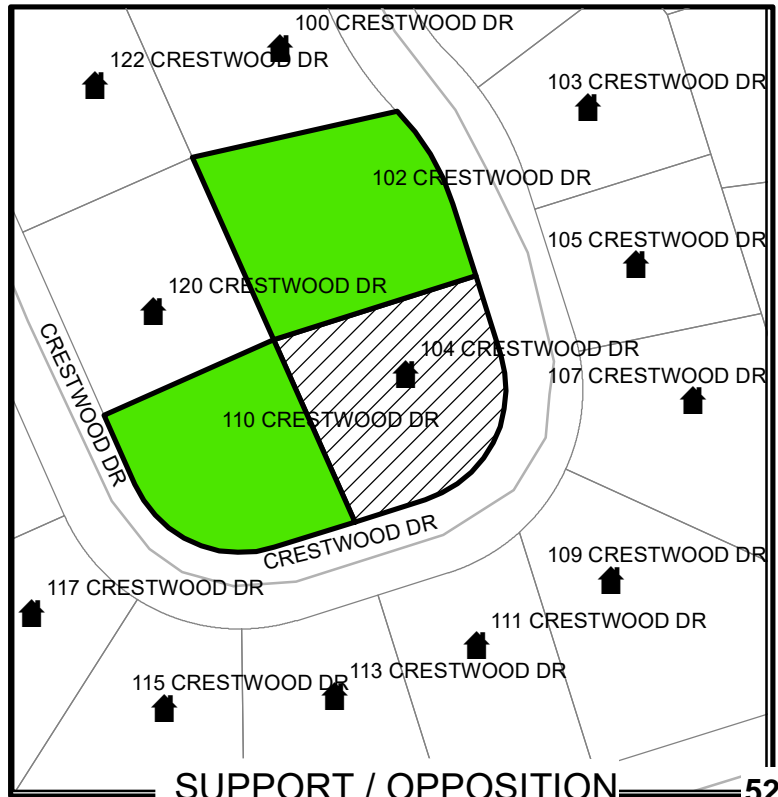 100 CRESTWOOD DR
122 CRESTWOOD DR
103 CRESTWOOD DR
102 CRESTWOOD DR
105 CRESTWOOD DR
120 CRESTWOOD DR
104 CRESTWOOD DR
107 CRESTWOOD DR
CRESTWOOD DR
110 CRESTWOOD DR
CRESTWOOD DR
109 CRESTWOOD DR
117 CRESTWOOD DR
111 CRESTWOOD DR
113 CRESTWOOD DR
115 CRESTWOOD DR
SUPPORT / OPPOSITION
52